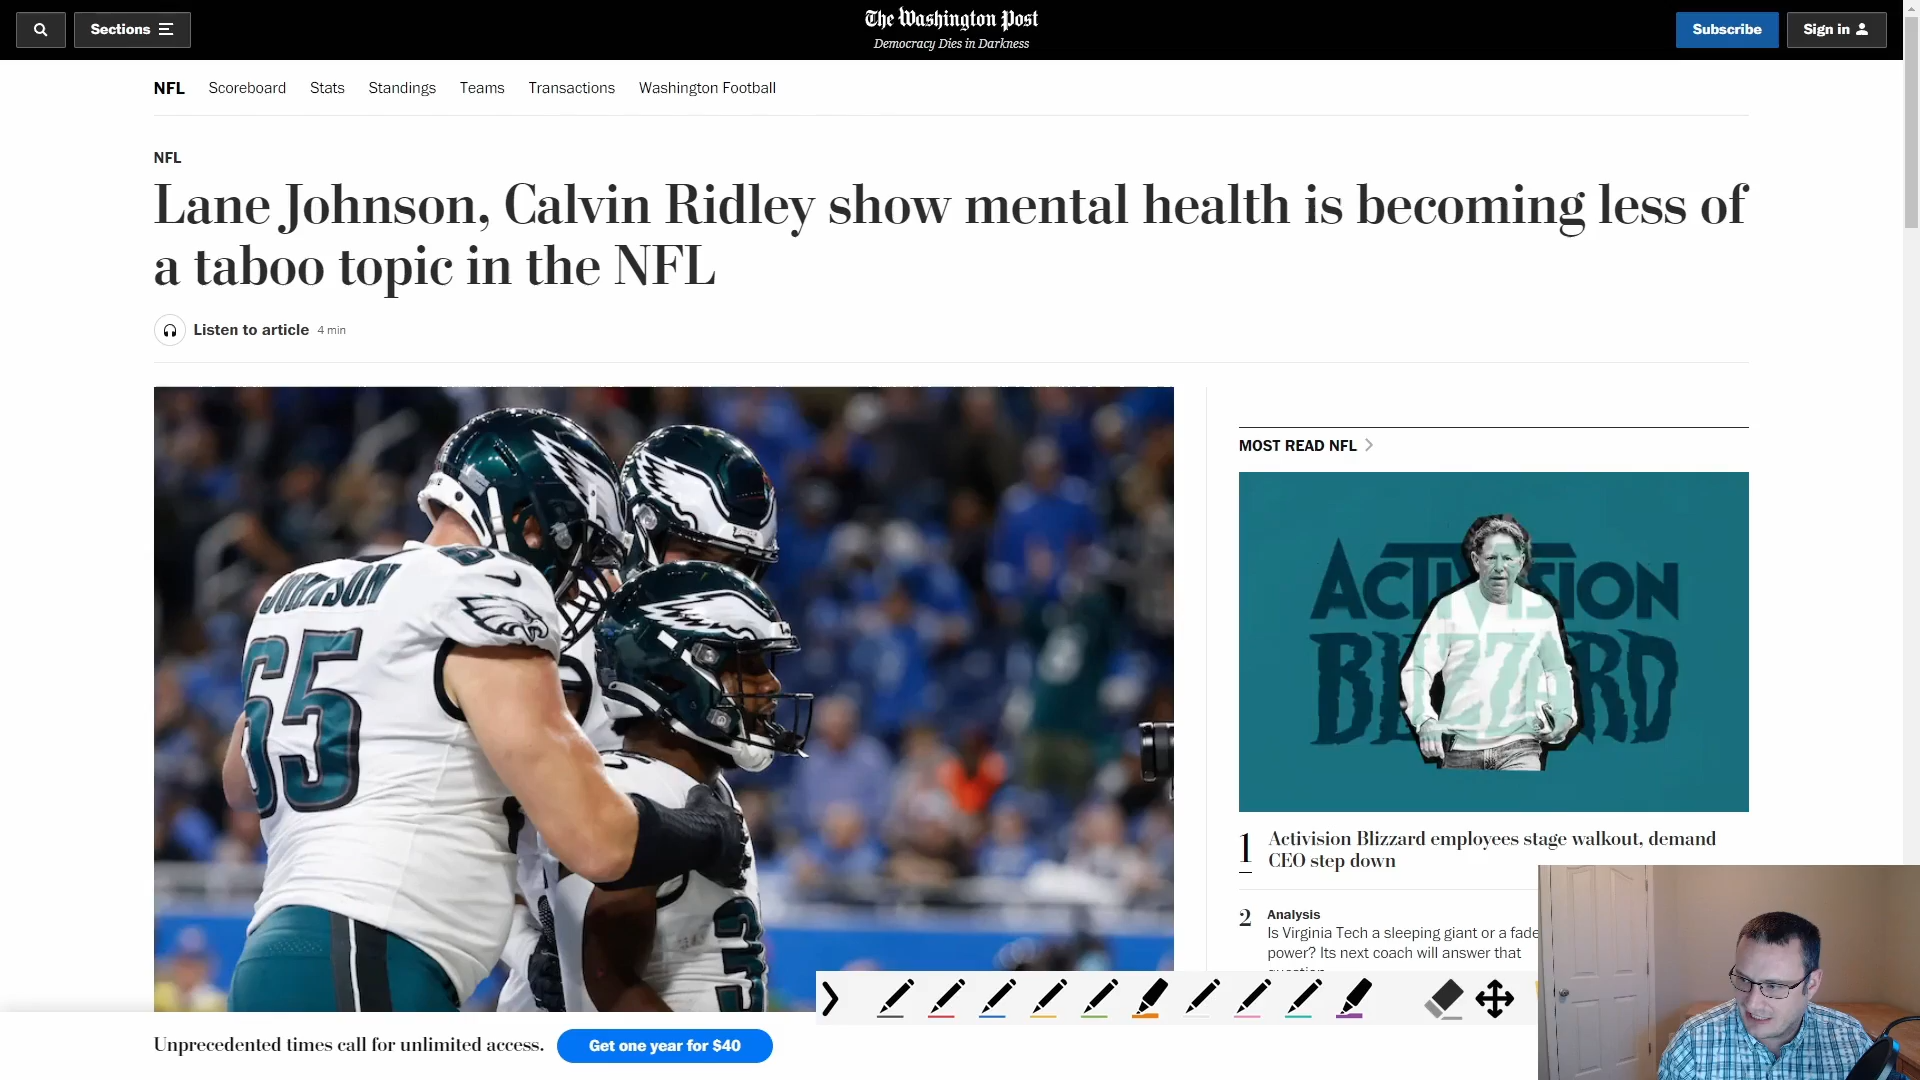 Sections
The Washington Post
Democracy Dies in Darkness
Subscribe
Sign in
NFL Scoreboard Stats Standings Teams Transactions Washington Football
NFL
Lane Johnson, Calvin Ridley show mental health is becoming less of
a taboo topic in the NFL
Listen to article 4 min
JOHNSON
65
MOST READ NFL
ACTIVISION
BLIZZARD
1 Activision Blizzard employees stage walkout, demand
CEO step down
2 Analysis
Is Virginia Tech a sleeping giant or a fade
power? Its next coach will answer that
Unprecedented times call for unlimited access.
Get one year for $40